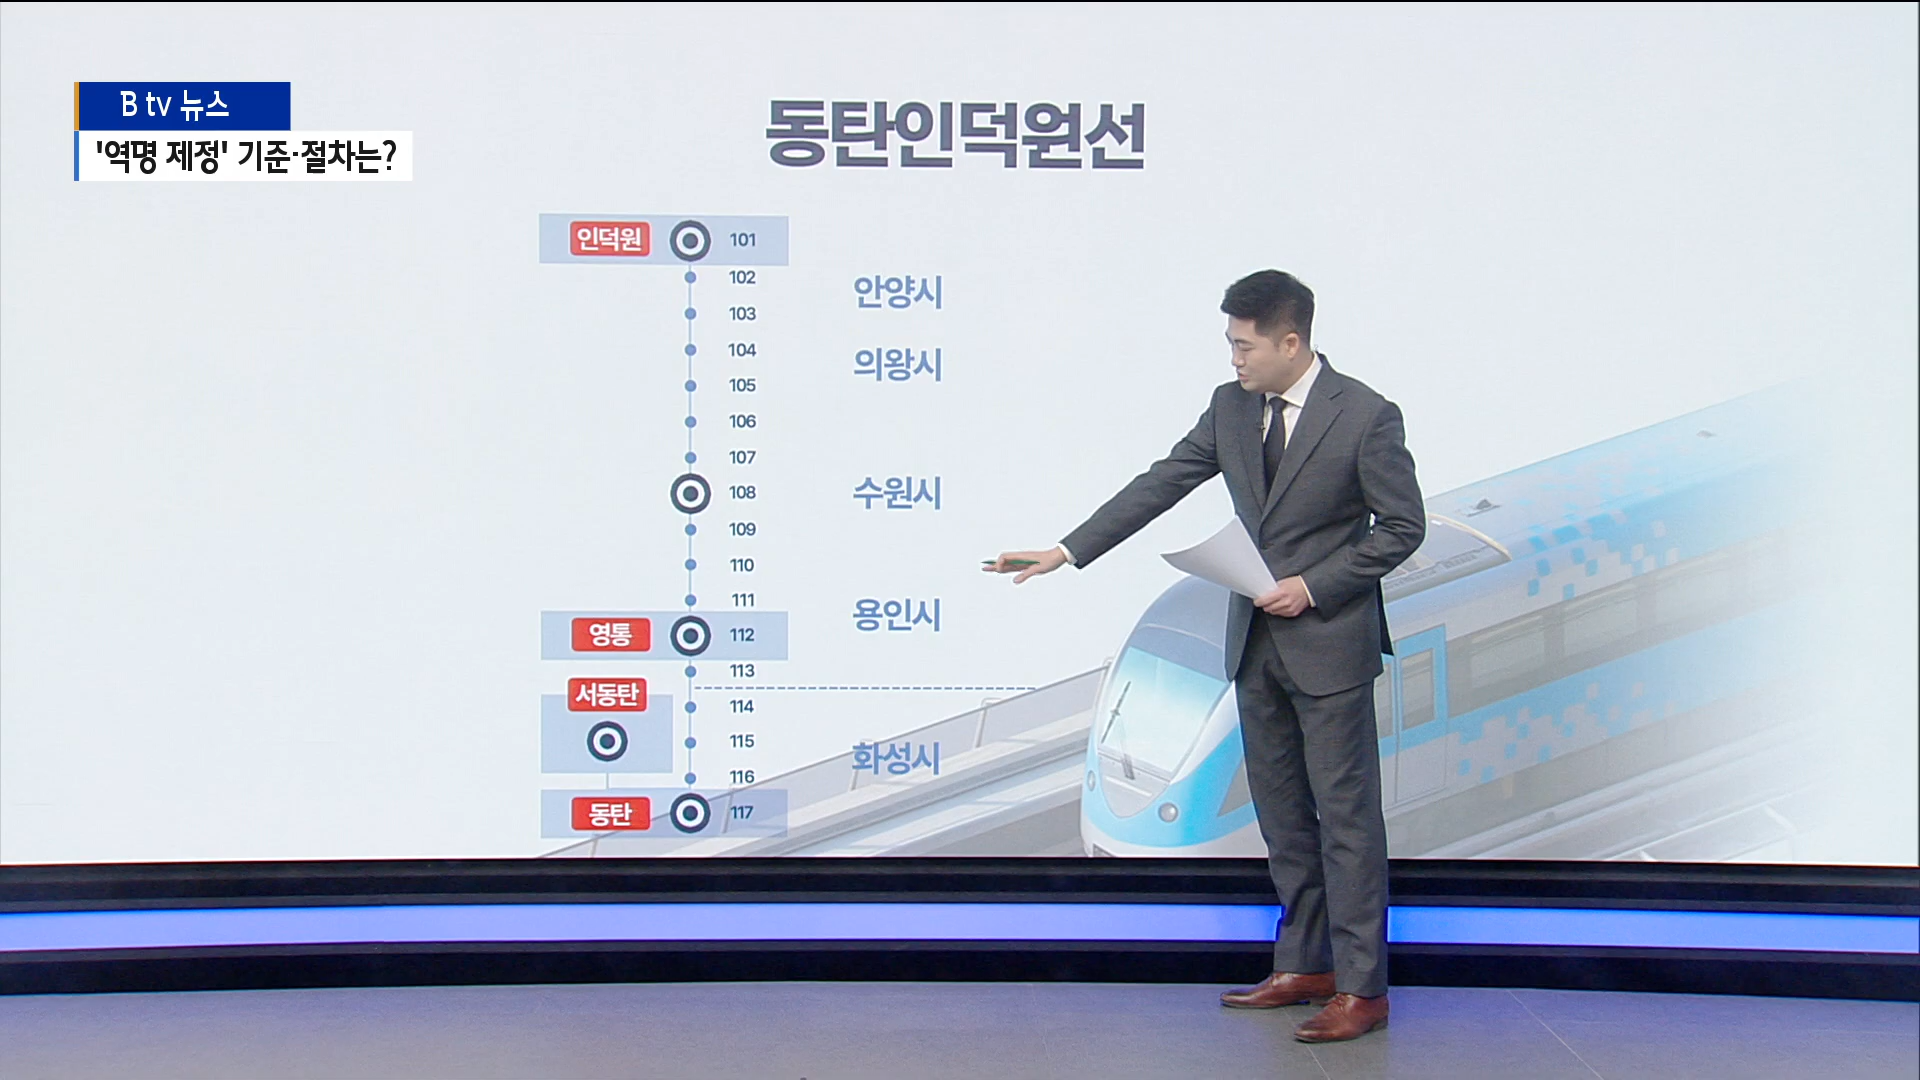 B tv 뉴스
'역명 제정' 기준·절차는?
동탄인덕원선
인덕원 101
102
안양시
103
104
의왕시
105
106
107
108
수원시
109
110
111
용인시
영통 112
113
서동탄
114
115
화성시
116
동탄 117